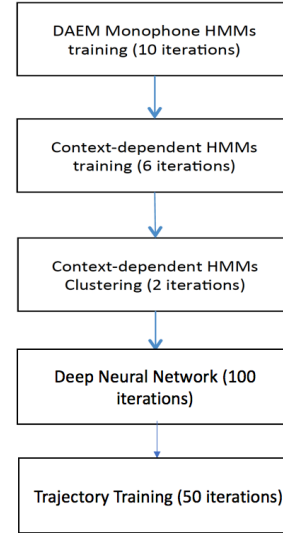 DAEM Monophone HMMs
training (10 iterations)
Context-dependent HMMs
training (6 iterations)
Context-dependent HMMs
Clustering (2 iterations)
Deep Neural Network (100
iterations)
Trajectory Training (50 iterations)